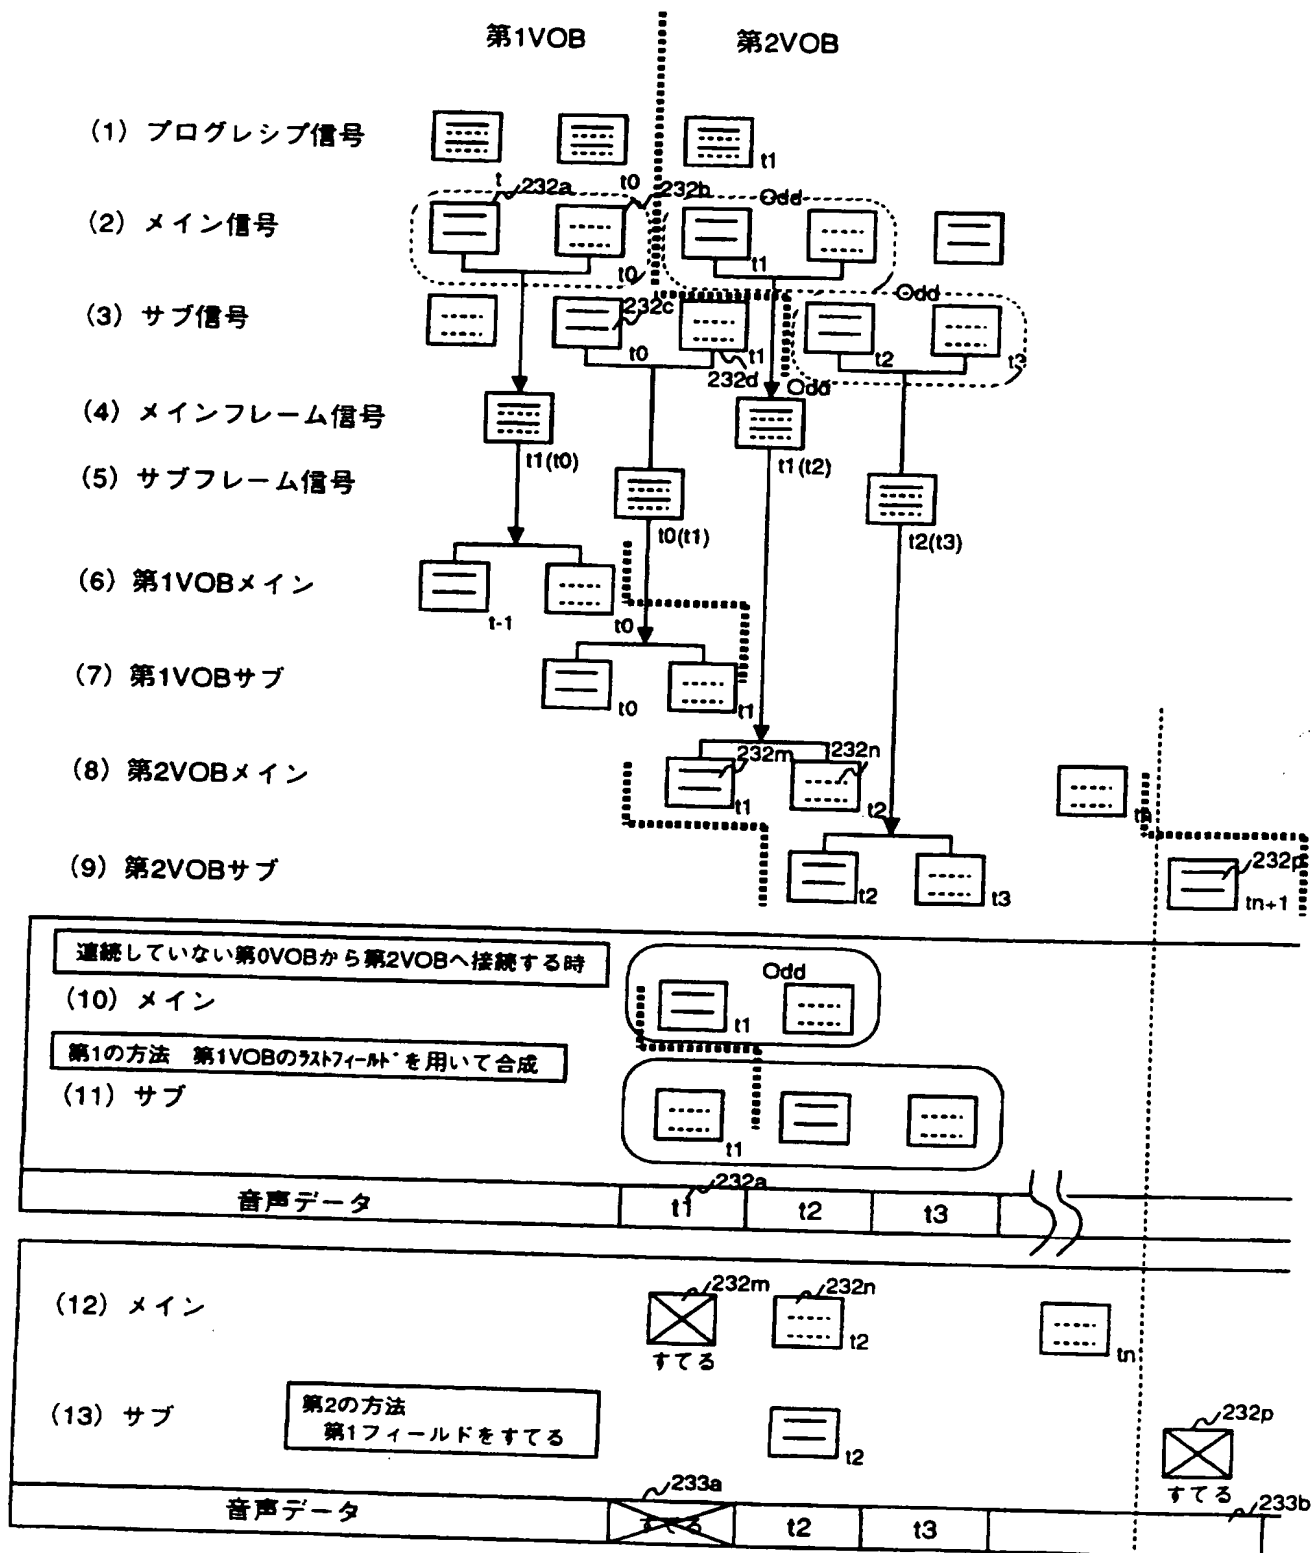 第1VOB 第2VOB
(1) プログレシブ信号
t1
t 232a t0 232b Odd
(2) メイン信号
t0 t1
Odd
(3) サブ信号
232c
t0 t1 t2 t3
232d Odd
(4) メインフレーム信号
t1(t0) t1(t2)
(5) サブフレーム信号
t0(t1) t2(t3)
(6) 第1VOBメイン
t-1 t0
(7) 第1VOBサブ
t0 t1
232m 232n
(8) 第2VOBメイン
t1 t2
(9) 第2VOBサブ
232p
t2 t3 tn+1
連続していない第0VOBから第2VOBへ接続する時
Odd
(10) メイン
t1
第1の方法 第1VOBのラストフィールドを用いて合成
(11) サブ
t1
232a
音声データ t1 t2 t3
232m 232n
(12) メイン
t2 tn
すてる
第2の方法
第1フィールドをすてる
(13) サブ
t2
232p
すてる
233a 233b
音声データ すてる t2 t3